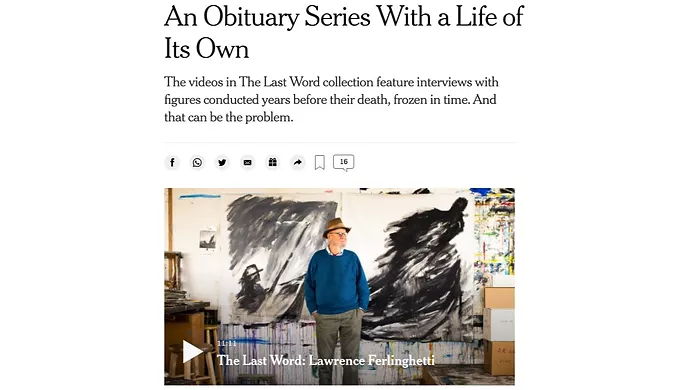 An Obituary Series With a Life of
Its Own
The videos in The Last Word collection feature interviews with
figures conducted years before their death, frozen in time. And
that can be the problem.
16
11:11
The Last Word: Lawrence Ferlinghetti